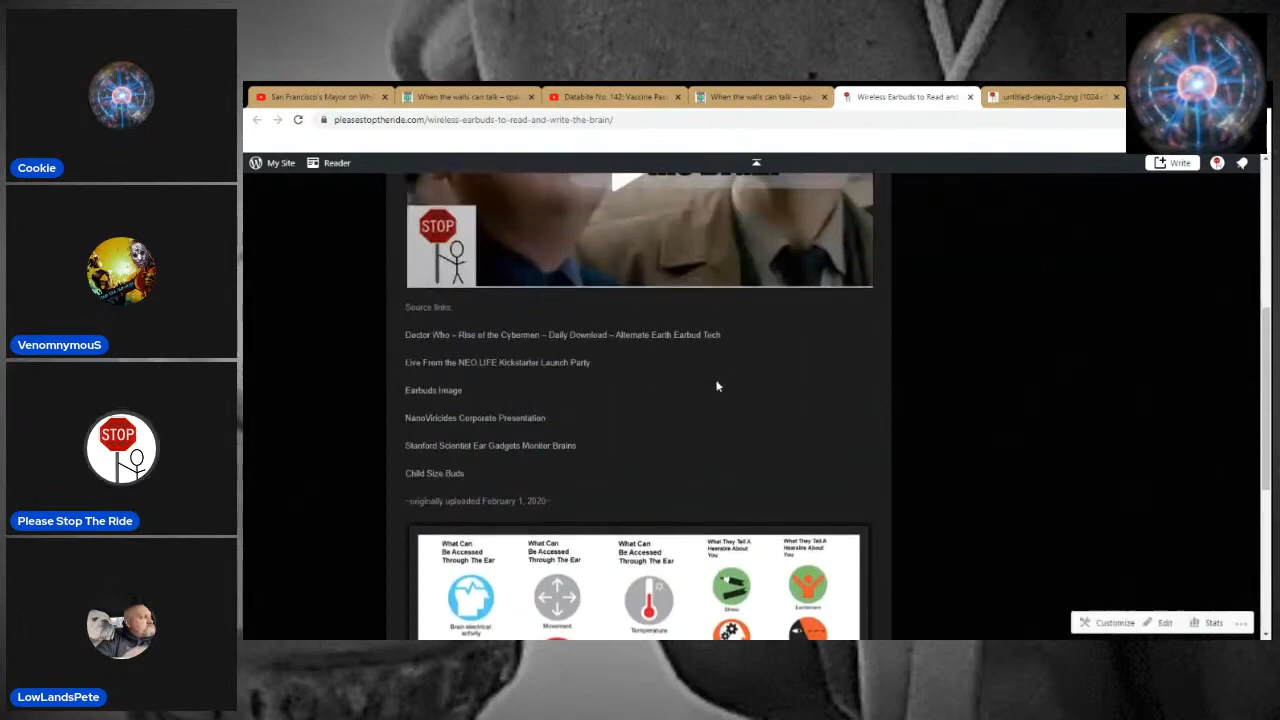 Cookie
VenomnymouS
STOP
Please Stop The Ride
LowLandsPete
San Francisco's Mayor on Wh
When the walls can talk – spa
Databite No. 142: Vaccine Pas
When the walls can talk – spa
Wireless Earbuds to Read and
untitled-design-2.png (1024×
pleasestoptheride.com/wireless-earbuds-to-read-and-write-the-brain/
My Site
Reader
Write
STOP
Source links:
Doctor Who – Rise of the Cybermen – Daily Download – Alternate Earth Earbud Tech
Live From the NEO.LIFE Kickstarter Launch Party
Earbuds Image
NanoViricides Corporate Presentation
Stanford Scientist Ear Gadgets Monitor Brains
Child Size Buds
~originally uploaded February 1, 2020~
What Can
Be Accessed
Through The Ear
What Can
Be Accessed
Through The Ear
What Can
Be Accessed
Through The Ear
What They Tell A
Hearable About
You
What They Tell A
Hearable About
You
Brain electrical
activity
Movement
Temperature
Stress
Excitement
Customize
Edit
Stats